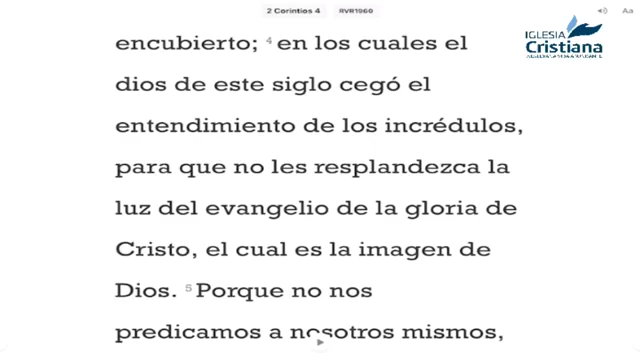 2 Corintios 4 RVR1960
Aa
IGLESIA
Cristiana
encubierto; 4 en los cuales el
dios de este siglo cegó el
entendimiento de los incrédulos,
para que no les resplandezca la
luz del evangelio de la gloria de
Cristo, el cual es la imagen de
Dios. 5 Porque no nos
predicamos a nosotros mismos,